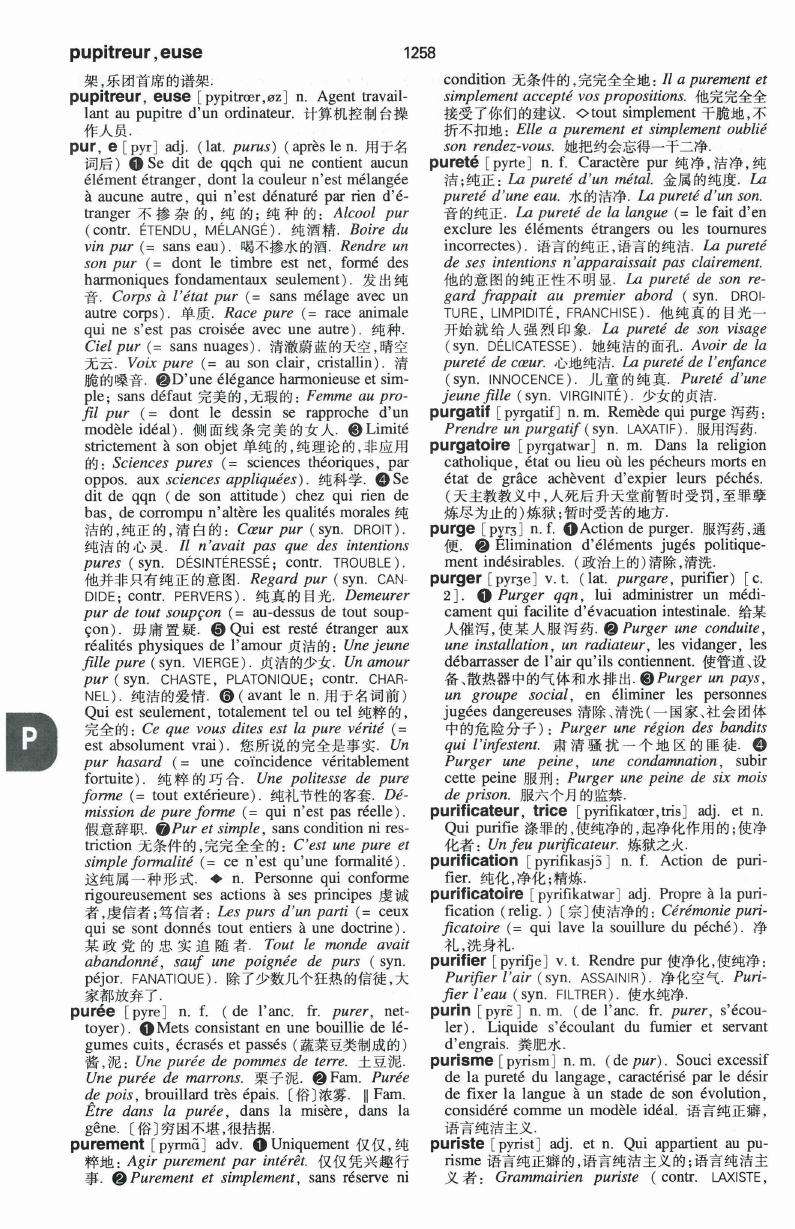 pupitreur, euse
1258
架,乐团首席的谱架.
pupitreur, euse [pypitrœr,øz] n. Agent travail-
lant au pupitre d'un ordinateur. 计算机控制台操
作人员.
pur, e [pyr] adj. (lat. purus) (après le n. 用于名
词后) ❶ Se dit de qqch qui ne contient aucun
élément étranger, dont la couleur n'est mélangée
à aucune autre, qui n'est dénaturé par rien d'é-
tranger 不掺杂的, 纯的; 纯种的: Alcool pur
(contr. ÉTENDU, MÉLANGÉ). 纯酒精. Boire du
vin pur (= sans eau). 喝不掺水的酒. Rendre un
son pur (= dont le timbre est net, formé des
harmoniques fondamentaux seulement). 发出纯
音. Corps à l'état pur (= sans mélage avec un
autre corps). 单质. Race pure (= race animale
qui ne s'est pas croisée avec une autre). 纯种.
Ciel pur (= sans nuages). 清澈蔚蓝的天空,晴空
无云. Voix pure (= au son clair, cristallin). 清
脆的嗓音. ❷D'une élégance harmonieuse et sim-
ple; sans défaut 完美的,无瑕的: Femme au pro-
fil pur (= dont le dessin se rapproche d'un
modèle idéal). 侧面线条完美的女人. ❸Limité
strictement à son objet 单纯的,纯理论的,非应用
的: Sciences pures (= sciences théoriques, par
oppos. aux sciences appliquées). 纯科学. ❹Se
dit de qqn (de son attitude) chez qui rien de
bas, de corrompu n'altère les qualités morales 纯
洁的,纯正的,清白的: Cœur pur (syn. DROIT).
纯洁的心灵. Il n'avait pas que des intentions
pures (syn. DÉSINTÉRESSÉ; contr. TROUBLE).
他并非只有纯正的意图. Regard pur (syn. CAN-
DIDE; contr. PERVERS). 纯真的目光. Demeurer
pur de tout soupçon (= au-dessus de tout soup-
çon). 毋庸置疑. ❺ Qui est resté étranger aux
réalités physiques de l'amour 贞洁的: Une jeune
fille pure (syn. VIERGE). 贞洁的少女. Un amour
pur (syn. CHASTE, PLATONIQUE; contr. CHAR-
NEL). 纯洁的爱情. ❻ (avant le n. 用于名词前)
Qui est seulement, totalement tel ou tel 纯粹的,
完全的: Ce que vous dites est la pure vérité (=
est absolument vrai). 您所说的完全是事实. Un
pur hasard (= une coïncidence véritablement
fortuite). 纯粹的巧合. Une politesse de pure
forme (= tout extérieure). 纯礼节性的客套. Dé-
mission de pure forme (= qui n'est pas réelle).
假意辞职. ❼Pur et simple, sans condition ni res-
triction 无条件的,完完全全的: C'est une pure et
simple formalité (= ce n'est qu'une formalité).
这纯属一种形式. ◆ n. Personne qui conforme
rigoureusement ses actions à ses principes 虔诚
者,虔信者;笃信者: Les purs d'un parti (= ceux
qui se sont donnés tout entiers à une doctrine).
某政党的忠实追随者. Tout le monde avait
abandonné, sauf une poignée de purs (syn.
péjor. FANATIQUE). 除了少数几个狂热的信徒,大
家都放弃了.
purée [pyre] n. f. (de l'anc. fr. purer, net-
toyer). ❶Mets consistant en une bouillie de lé-
gumes cuits, écrasés et passés (蔬菜豆类制成的)
酱,泥: Une purée de pommes de terre. 土豆泥.
Une purée de marrons. 栗子泥. ❷Fam. Purée
de pois, brouillard très épais. 〔俗〕浓雾. ‖ Fam.
Être dans la purée, dans la misère, dans la
gêne. 〔俗〕穷困不堪,很拮据.
purement [pyrmã] adv. ❶ Uniquement 仅仅,纯
粹地: Agir purement par intérêt. 仅仅凭兴趣行
事. ❷ Purement et simplement, sans réserve ni
condition 无条件的,完完全全地: Il a purement et
simplement accepté vos propositions. 他完完全全
接受了你们的建议. ◇tout simplement 干脆地,不
折不扣地: Elle a purement et simplement oublié
son rendez-vous. 她把约会忘得一干二净.
pureté [pyrte] n. f. Caractère pur 纯净,洁净,纯
洁;纯正: La pureté d'un métal. 金属的纯度. La
pureté d'une eau. 水的洁净. La pureté d'un son.
音的纯正. La pureté de la langue (= le fait d'en
exclure les éléments étrangers ou les tournures
incorrectes). 语言的纯正,语言的纯洁. La pureté
de ses intentions n'apparaissait pas clairement.
他的意图的纯正性不明显. La pureté de son re-
gard frappait au premier abord (syn. DROI-
TURE, LIMPIDITÉ, FRANCHISE). 他纯真的目光一
开始就给人强烈印象. La pureté de son visage
(syn. DÉLICATESSE). 她纯洁的面孔. Avoir de la
pureté de cœur. 心地纯洁. La pureté de l'enfance
(syn. INNOCENCE). 儿童的纯真. Pureté d'une
jeune fille (syn. VIRGINITÉ). 少女的贞洁.
purgatif [pyrgatif] n. m. Remède qui purge 泻药:
Prendre un purgatif (syn. LAXATIF). 服用泻药.
purgatoire [pyrgatwar] n. m. Dans la religion
catholique, état ou lieu où les pécheurs morts en
état de grâce achèvent d'expier leurs péchés.
(天主教教义中,人死后升天堂前暂时受罚,至罪孽
炼尽为止的)炼狱;暂时受苦的地方.
purge [pyrʒ] n. f. ❶Action de purger. 服泻药,通
便. ❷ Élimination d'éléments jugés politique-
ment indésirables. (政治上的)清除,清洗.
purger [pyrʒe] v. t. (lat. purgare, purifier) [c.
2]. ❶ Purger qqn, lui administrer un médi-
cament qui facilite d'évacuation intestinale. 给某
人催泻,使某人服泻药. ❷ Purger une conduite,
une installation, un radiateur, les vidanger, les
débarrasser de l'air qu'ils contiennent. 使管道、设
备、散热器中的气体和水排出. ❸Purger un pays,
un groupe social, en éliminer les personnes
jugées dangereuses 清除、清洗(一国家、社会团体
中的危险分子): Purger une région des bandits
qui l'infestent. 肃清骚扰一个地区的匪徒. ❹
Purger une peine, une condamnation, subir
cette peine 服刑: Purger une peine de six mois
de prison. 服六个月的监禁.
purificateur, trice [pyrifikatœr,tris] adj. et n.
Qui purifie 涤罪的,使纯净的,起净化作用的;使净
化者: Un feu purificateur. 炼狱之火.
purification [pyrifikasjɔ̃] n. f. Action de puri-
fier. 纯化,净化;精炼.
purificatoire [pyrifikatwar] adj. Propre à la puri-
fication (relig.) 〔宗〕使洁净的: Cérémonie puri-
ficatoire (= qui lave la souillure du péché). 净
礼,洗身礼.
purifier [pyrifje] v. t. Rendre pur 使净化,使纯净:
Purifier l'air (syn. ASSAINIR). 净化空气. Puri-
fier l'eau (syn. FILTRER). 使水纯净.
purin [pyrɛ̃] n. m. (de l'anc. fr. purer, s'écou-
ler). Liquide s'écoulant du fumier et servant
d'engrais. 粪肥水.
purisme [pyrism] n. m. (de pur). Souci excessif
de la pureté du langage, caractérisé par le désir
de fixer la langue à un stade de son évolution,
considéré comme un modèle idéal. 语言纯正癖,
语言纯洁主义.
puriste [pyrist] adj. et n. Qui appartient au pu-
risme 语言纯正癖的,语言纯洁主义的;语言纯洁主
义者: Grammairien puriste (contr. LAXISTE,
P